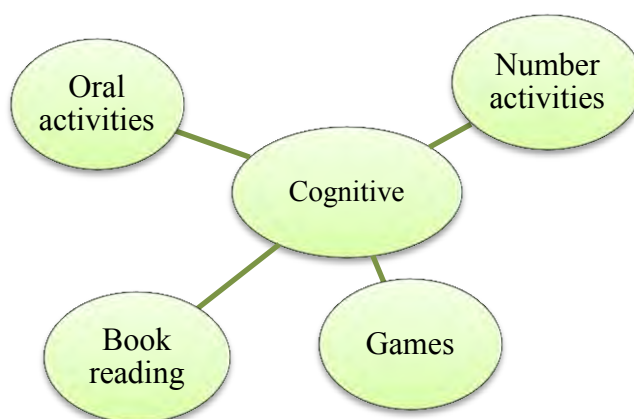 Oral
activities
Number
activities
Cognitive
Book
reading
Games